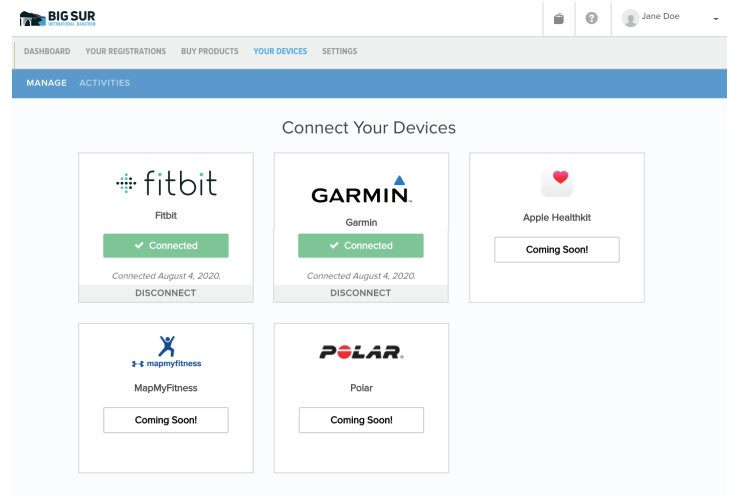 BIG SUR
INTERNATIONAL MARATHON
Jane Doe
DASHBOARD YOUR REGISTRATIONS BUY PRODUCTS YOUR DEVICES SETTINGS
MANAGE ACTIVITIES
Connect Your Devices
fitbit
Fitbit
Connected
Connected August 4, 2020.
DISCONNECT
GARMIN.
Garmin
Connected
Connected August 4, 2020.
DISCONNECT
Apple Healthkit
Coming Soon!
mapmyfitness
MapMyFitness
Coming Soon!
POLAR.
Polar
Coming Soon!